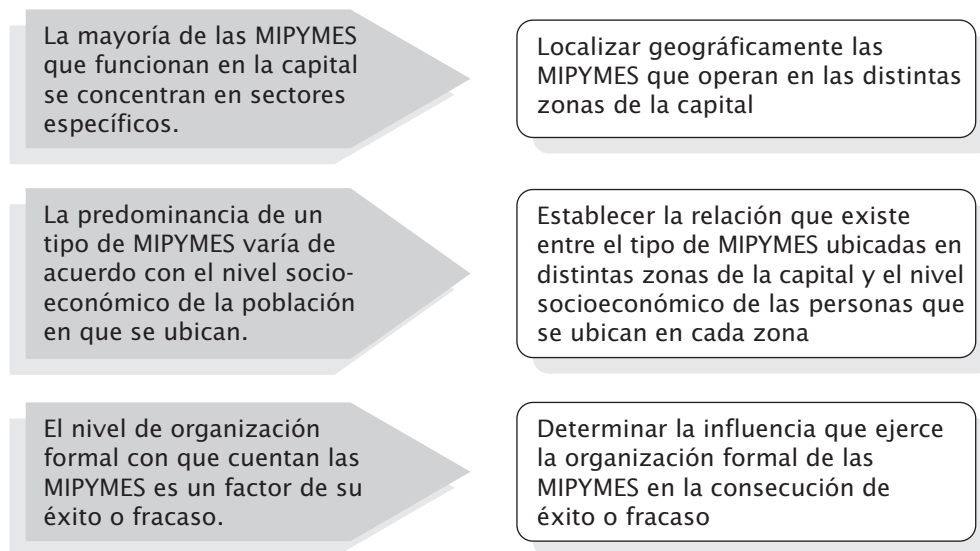 La mayoría de las MIPYMES
que funcionan en la capital
se concentran en sectores
específicos.
Localizar geográficamente las
MIPYMES que operan en las distintas
zonas de la capital
La predominancia de un
tipo de MIPYMES varía de
acuerdo con el nivel socio-
económico de la población
en que se ubican.
Establecer la relación que existe
entre el tipo de MIPYMES ubicadas en
distintas zonas de la capital y el nivel
socioeconómico de las personas que
se ubican en cada zona
El nivel de organización
formal con que cuentan las
MIPYMES es un factor de su
éxito o fracaso.
Determinar la influencia que ejerce
la organización formal de las
MIPYMES en la consecución de
éxito o fracaso